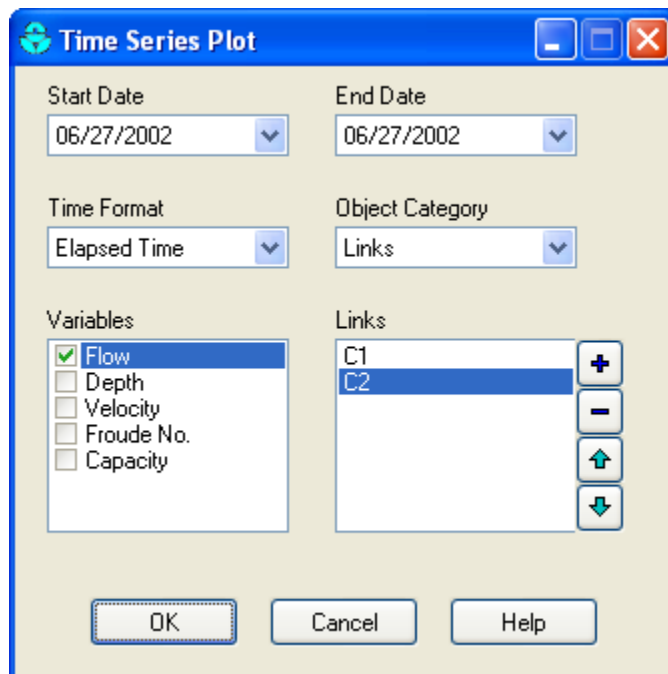 Time Series Plot
Start Date
End Date
06/27/2002
06/27/2002
Time Format
Object Category
Elapsed Time
Links
Variables
Links
Flow
Depth
Velocity
Froude No.
Capacity
C1
C2
OK
Cancel
Help